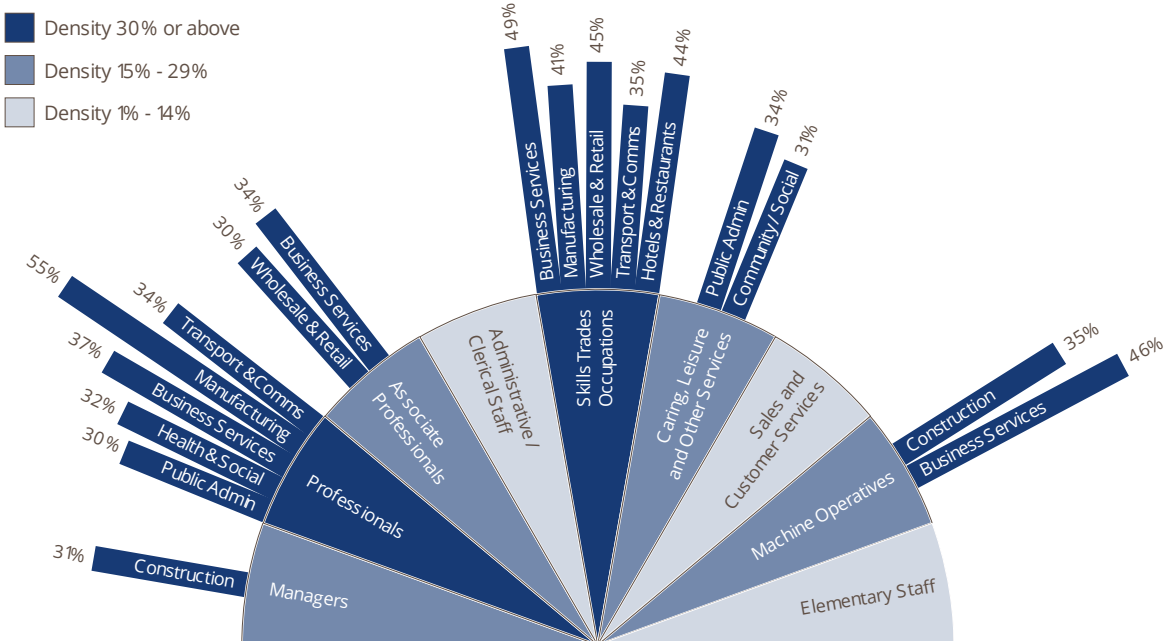 Density 30% or above
Density 15% - 29%
Density 1% - 14%
31%
Construction
Managers
30%
Public Admin
32%
Health & Social
37%
Business Services
55%
Manufacturing
34%
Transport & Comms
Professionals
30%
Wholesale & Retail
34%
Business Services
Associate
Professionals
Administrative /
Clerical Staff
49%
Business Services
41%
Manufacturing
45%
Wholesale & Retail
35%
Transport & Comms
44%
Hotels & Restaurants
Skills Trades
Occupations
34%
Public Admin
31%
Community / Social
Caring, Leisure
and Other Services
Sales and
Customer Services
35%
Construction
46%
Business Services
Machine Operatives
Elementary Staff